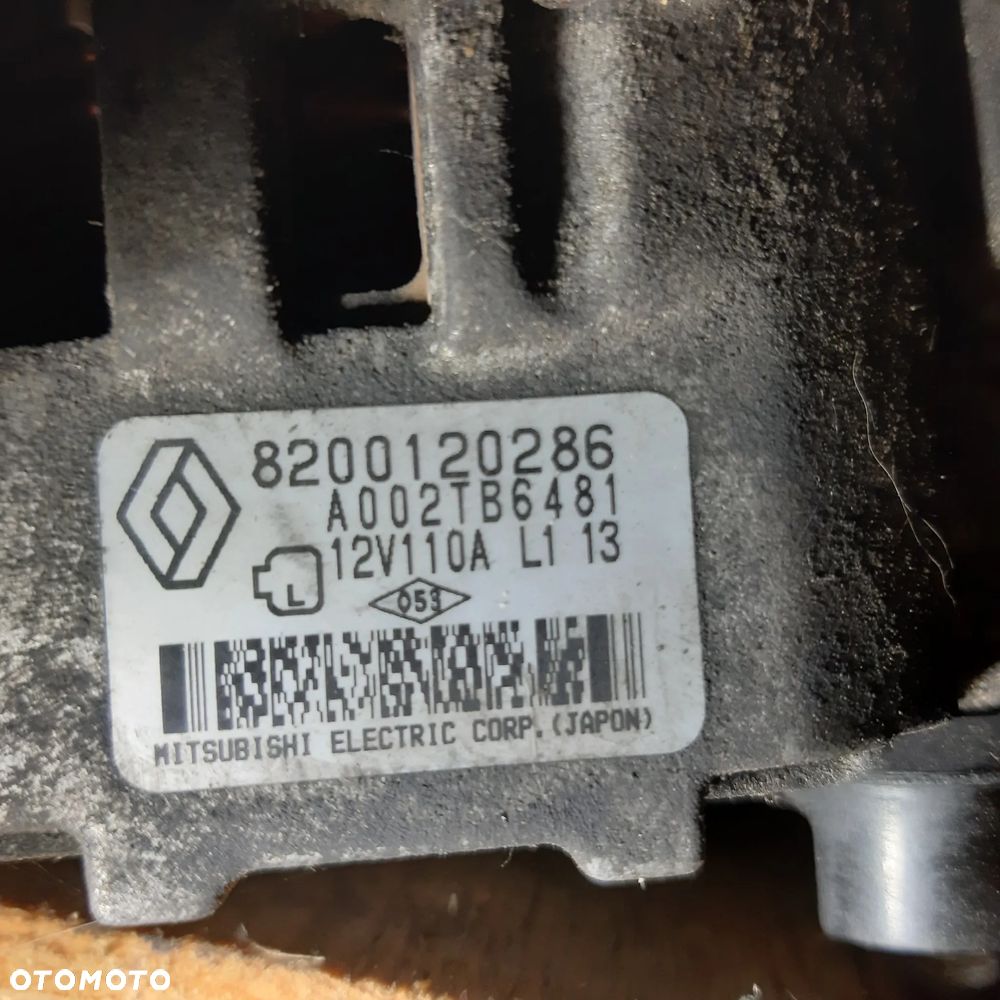 8200120286
A002TB6481
12V110A L1 13
L
053
MITSUBISHI ELECTRIC CORP.(JAPON)
OTOMOTO